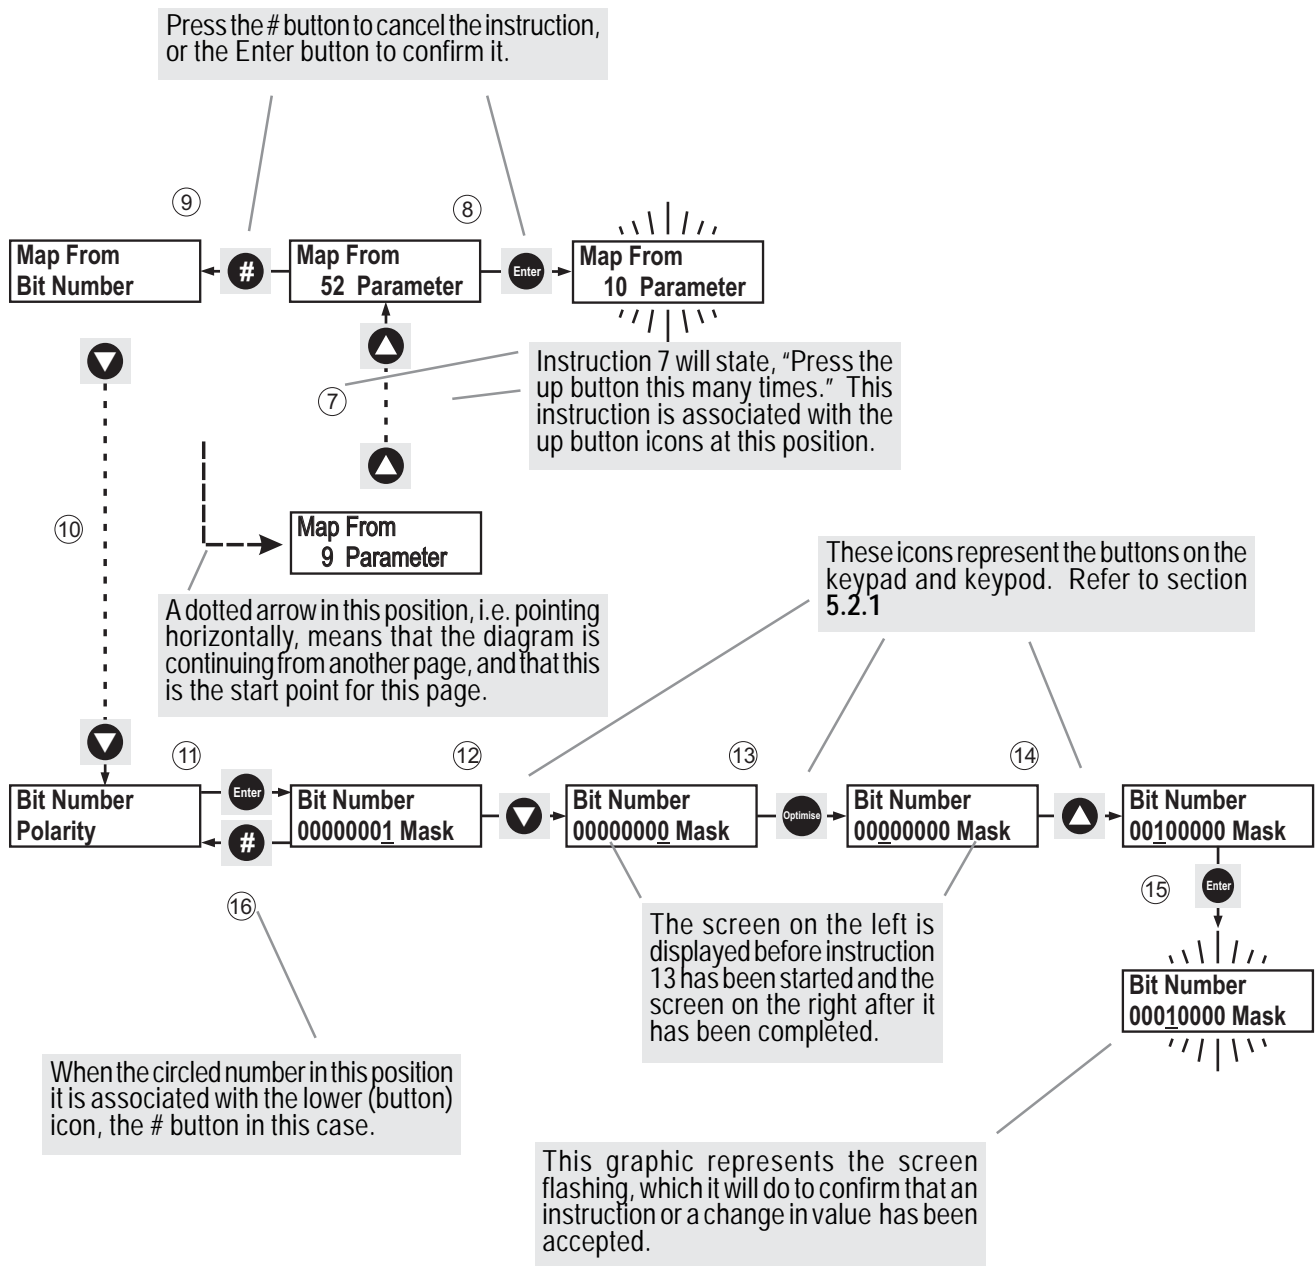 Press the # button to cancel the instruction,
or the Enter button to confirm it.
9
8
Map From
Bit Number
#
Map From
52 Parameter
Enter
Map From
10 Parameter
7
Instruction 7 will state, "Press the
up button this many times." This
instruction is associated with the
up button icons at this position.
10
Map From
9 Parameter
A dotted arrow in this position, i.e. pointing
horizontally, means that the diagram is
continuing from another page, and that this
is the start point for this page.
These icons represent the buttons on the
keypad and keypod. Refer to section
5.2.1
11
12
13
14
Bit Number
Polarity
Enter
#
Bit Number
00000001 Mask
Bit Number
00000000 Mask
Optimise
Bit Number
00000000 Mask
Bit Number
00100000 Mask
15
Enter
16
The screen on the left is
displayed before instruction
13 has been started and the
screen on the right after it
has been completed.
Bit Number
00010000 Mask
When the circled number in this position
it is associated with the lower (button)
icon, the # button in this case.
This graphic represents the screen
flashing, which it will do to confirm that an
instruction or a change in value has been
accepted.